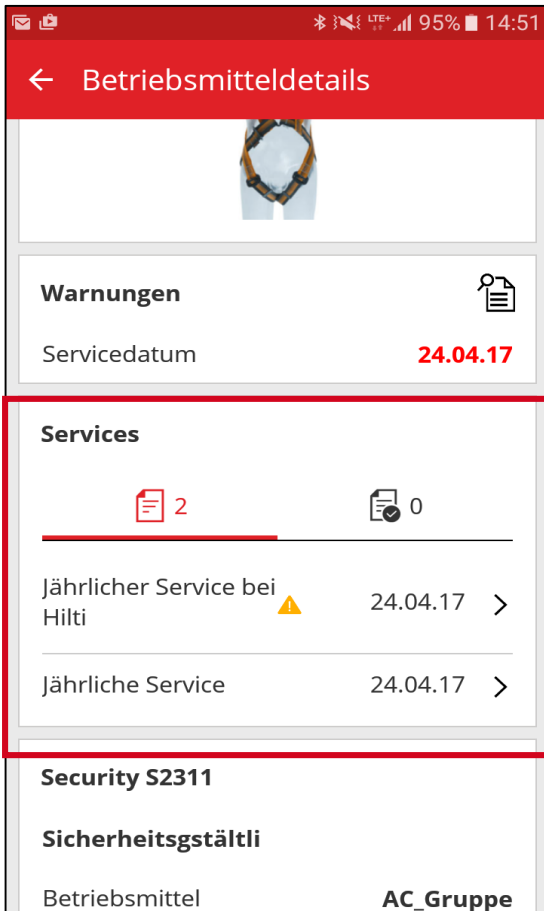 LTE+ 95% 14:51
Betriebsmitteldetails
Warnungen
Servicedatum 24.04.17
Services
2 0
Jährlicher Service bei
Hilti 24.04.17
Jährliche Service 24.04.17
Security S2311
Sicherheitsgstältli
Betriebsmittel AC_Gruppe